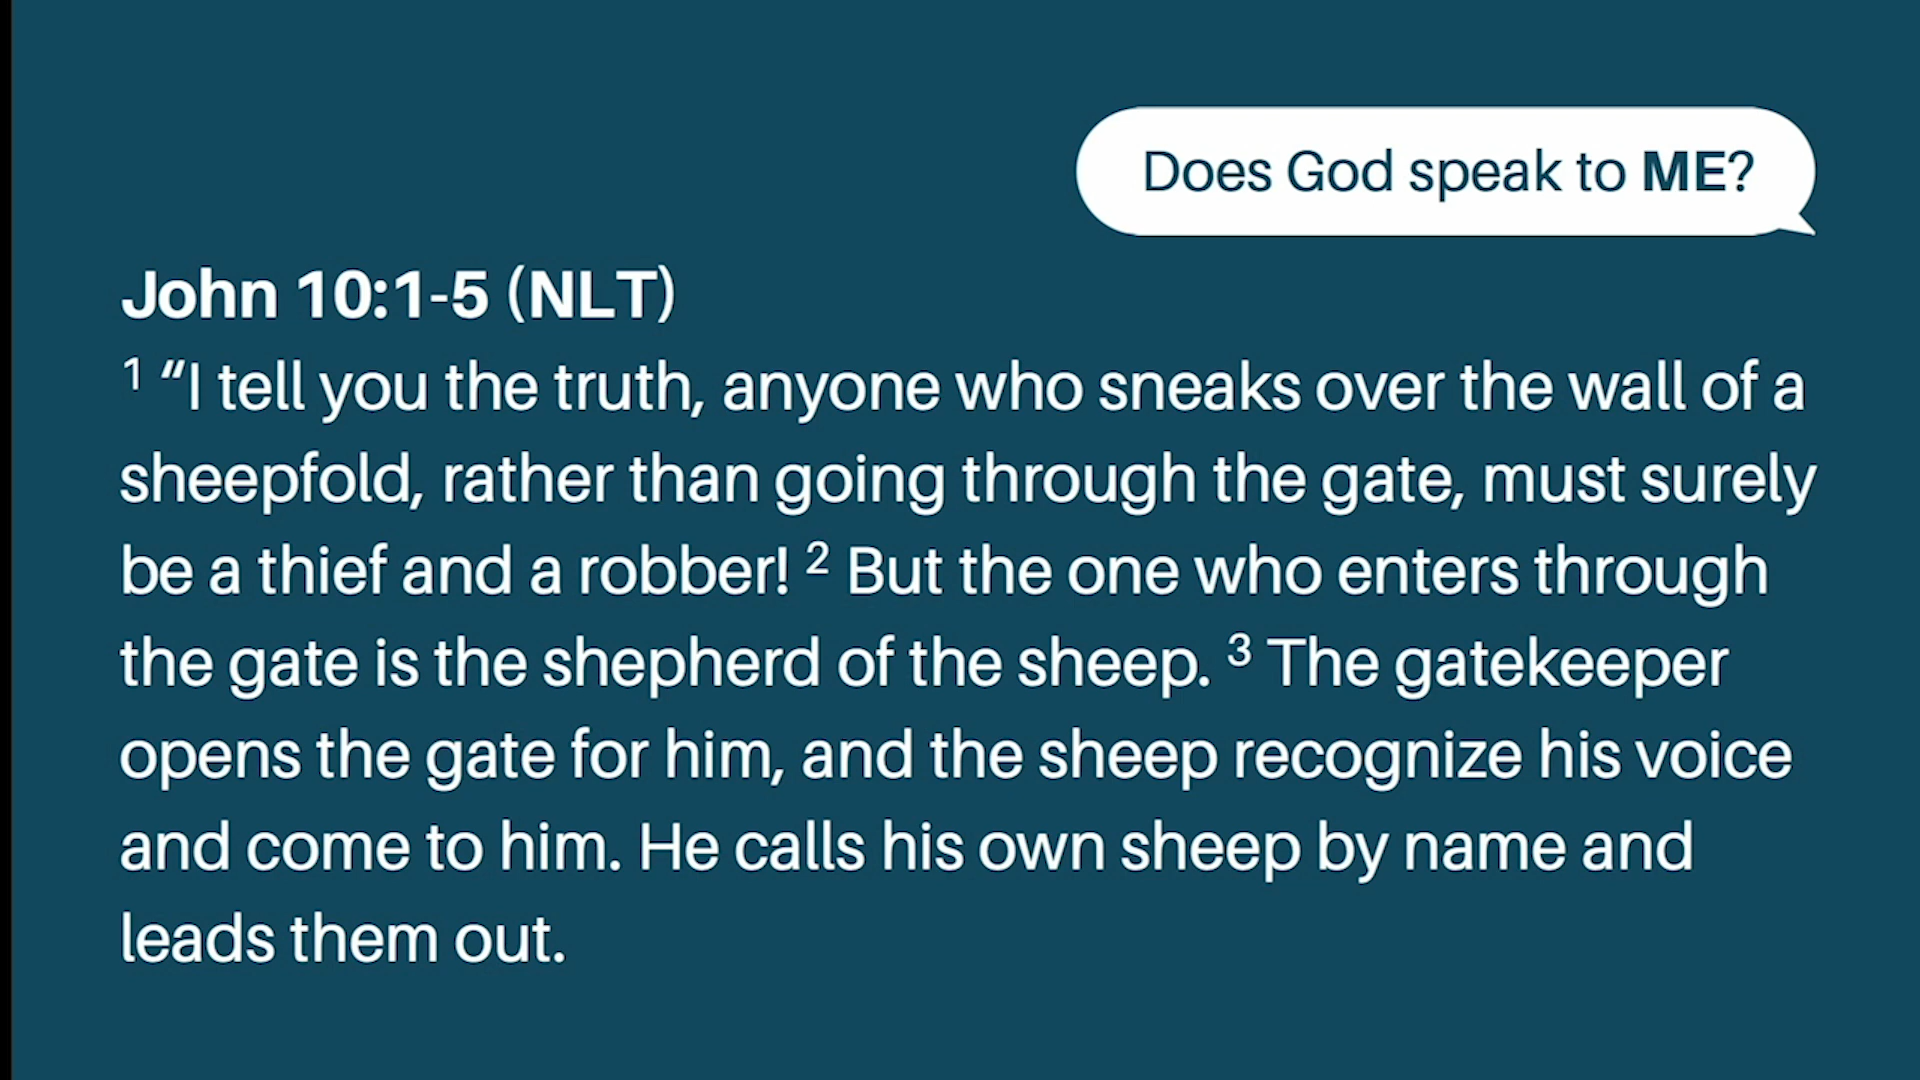 Does God speak to ME?
John 10:1-5 (NLT)
1 “I tell you the truth, anyone who sneaks over the wall of a
sheepfold, rather than going through the gate, must surely
be a thief and a robber! 2 But the one who enters through
the gate is the shepherd of the sheep. 3 The gatekeeper
opens the gate for him, and the sheep recognize his voice
and come to him. He calls his own sheep by name and
leads them out.